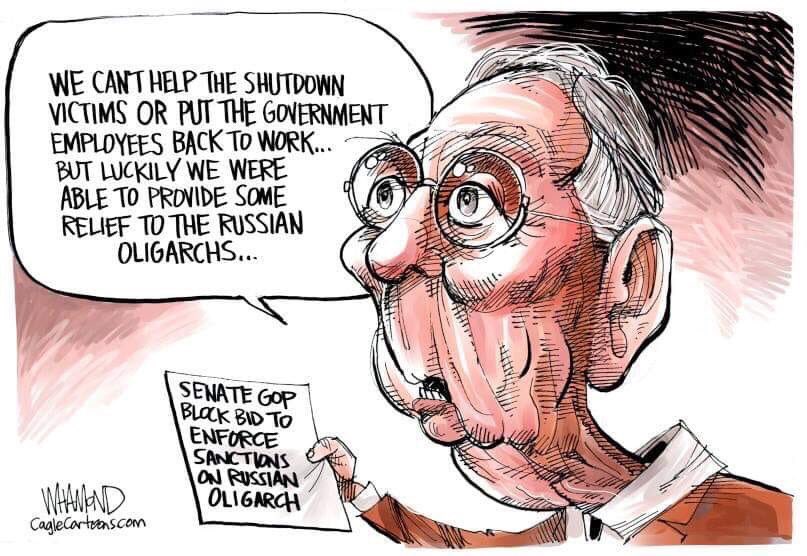 WE CAN'T HELP THE SHUTDOWN
VICTIMS OR PUT THE GOVERNMENT
EMPLOYEES BACK TO WORK...
BUT LUCKILY WE WERE
ABLE TO PROVIDE SOME
RELIEF TO THE RUSSIAN
OLIGARCHS...
SENATE GOP
BLOCK BID TO
ENFORCE
SANCTIONS
ON RUSSIAN
OLIGARCH
WHAMOND
CagleCartoons.com